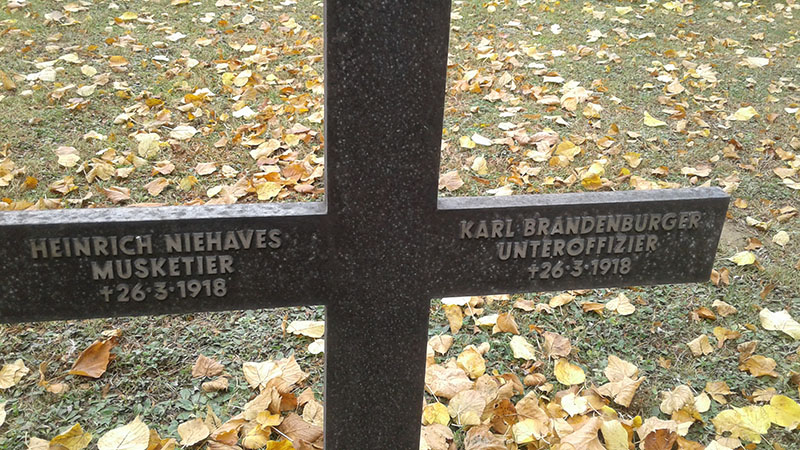 HEINRICH NIEHAVES
MUSKETIER
†26·3·1918
KARL BRANDENBURGER
UNTEROFFIZIER
†26·3·1918